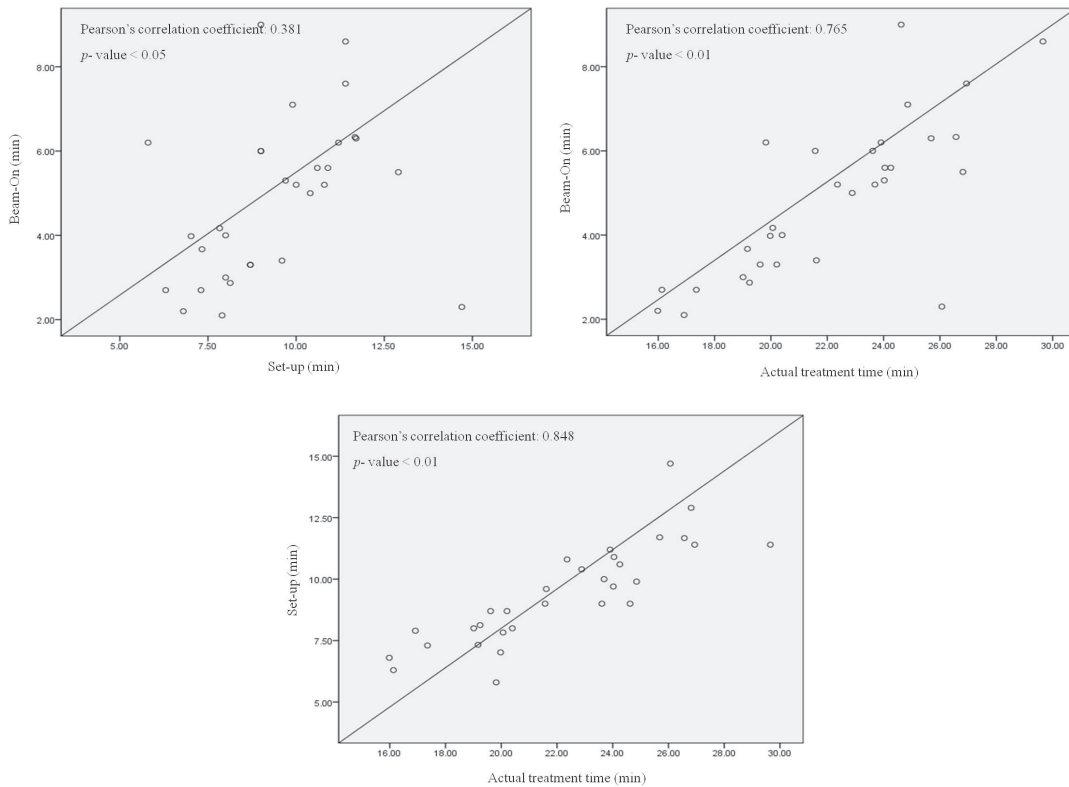 Pearson's correlation coefficient: 0.381
p- value < 0.05
8.00
6.00
4.00
2.00
Beam-On (min)
5.00 7.50 10.00 12.50 15.00
Set-up (min)
Pearson's correlation coefficient: 0.765
p- value < 0.01
8.00
6.00
4.00
2.00
Beam-On (min)
16.00 18.00 20.00 22.00 24.00 26.00 28.00 30.00
Actual treatment time (min)
Pearson's correlation coefficient: 0.848
p- value < 0.01
15.00
12.50
10.00
7.50
5.00
Set-up (min)
16.00 18.00 20.00 22.00 24.00 26.00 28.00 30.00
Actual treatment time (min)